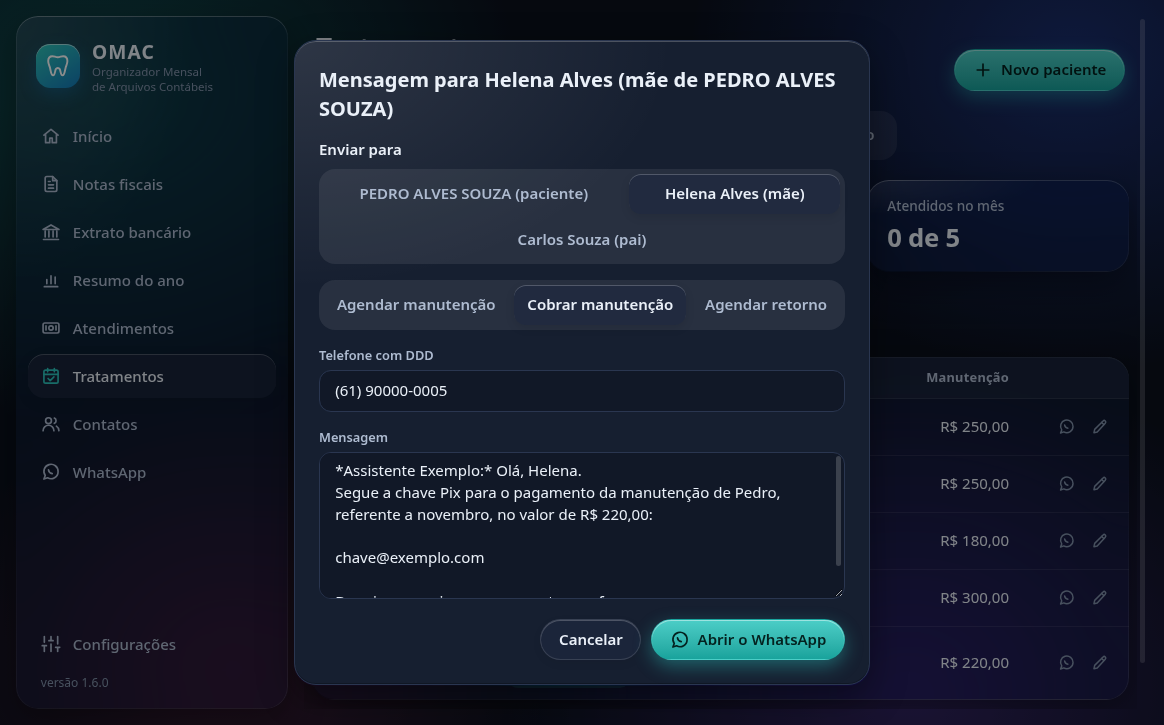 OMAC
Organizador Mensal
de Arquivos Contábeis
Início
Notas fiscais
Extrato bancário
Resumo do ano
Atendimentos
Tratamentos
Contatos
WhatsApp
Configurações
versão 1.6.0
Novo paciente
Atendidos no mês
0 de 5
Manutenção
R$ 250,00
R$ 250,00
R$ 180,00
R$ 300,00
R$ 220,00
Mensagem para Helena Alves (mãe de PEDRO ALVES
SOUZA)
Enviar para
PEDRO ALVES SOUZA (paciente)
Helena Alves (mãe)
Carlos Souza (pai)
Agendar manutenção
Cobrar manutenção
Agendar retorno
Telefone com DDD
(61) 90000-0005
Mensagem
*Assistente Exemplo:* Olá, Helena.
Segue a chave Pix para o pagamento da manutenção de Pedro,
referente a novembro, no valor de R$ 220,00:
chave@exemplo.com
Cancelar
Abrir o WhatsApp